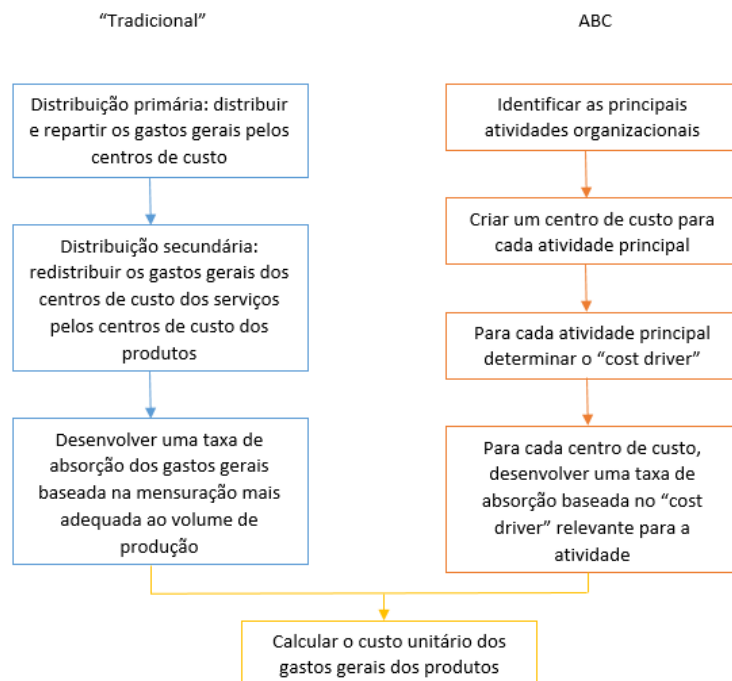 “Tradicional”
Distribuição primária: distribuir
e repartir os gastos gerais pelos
centros de custo
Distribuição secundária:
redistribuir os gastos gerais dos
centros de custo dos serviços
pelos centros de custo dos
produtos
Desenvolver uma taxa de
absorção dos gastos gerais
baseada na mensuração mais
adequada ao volume de
produção
ABC
Identificar as principais
atividades organizacionais
Criar um centro de custo para
cada atividade principal
Para cada atividade principal
determinar o “cost driver”
Para cada centro de custo,
desenvolver uma taxa de
absorção baseada no “cost
driver” relevante para a
atividade
Calcular o custo unitário dos
gastos gerais dos produtos